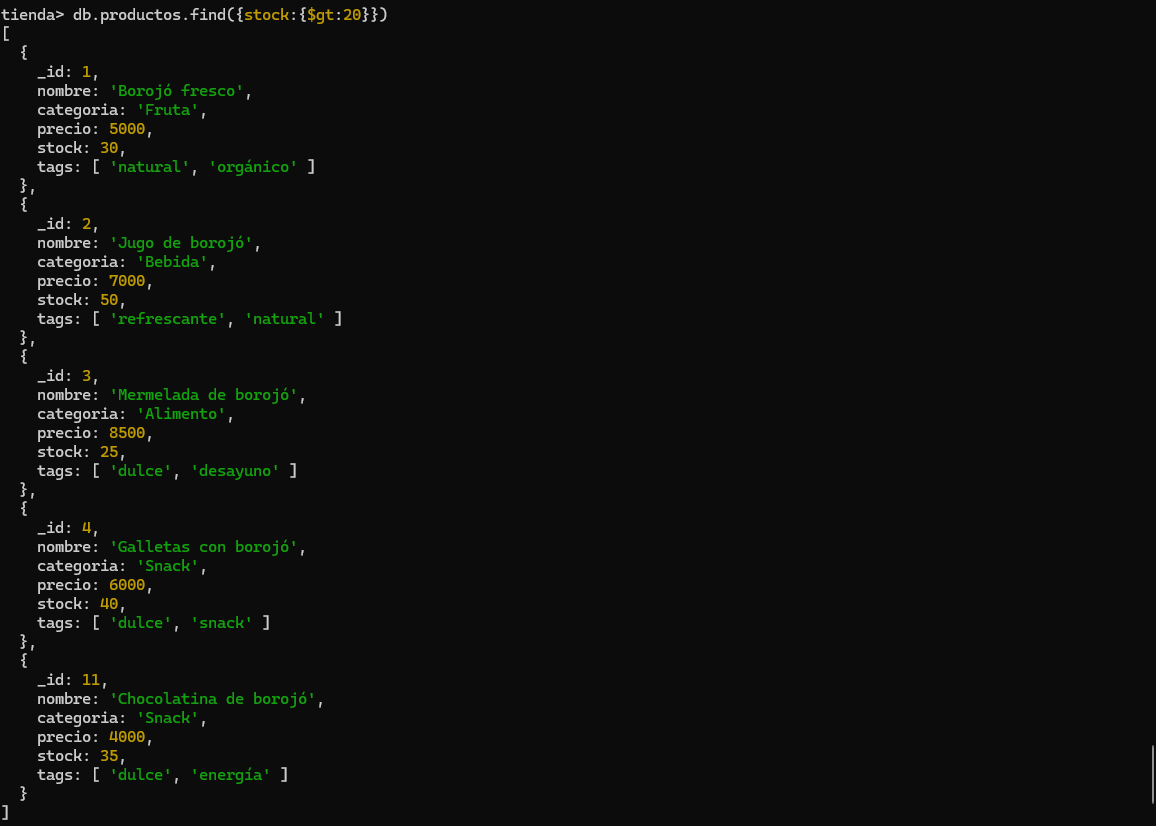 tienda> db.productos.find({stock:{$gt:20}})
[
  {
    _id: 1,
    nombre: 'Borojó fresco',
    categoria: 'Fruta',
    precio: 5000,
    stock: 30,
    tags: [ 'natural', 'orgánico' ]
  },
  {
    _id: 2,
    nombre: 'Jugo de borojó',
    categoria: 'Bebida',
    precio: 7000,
    stock: 50,
    tags: [ 'refrescante', 'natural' ]
  },
  {
    _id: 3,
    nombre: 'Mermelada de borojó',
    categoria: 'Alimento',
    precio: 8500,
    stock: 25,
    tags: [ 'dulce', 'desayuno' ]
  },
  {
    _id: 4,
    nombre: 'Galletas con borojó',
    categoria: 'Snack',
    precio: 6000,
    stock: 40,
    tags: [ 'dulce', 'snack' ]
  },
  {
    _id: 11,
    nombre: 'Chocolatina de borojó',
    categoria: 'Snack',
    precio: 4000,
    stock: 35,
    tags: [ 'dulce', 'energía' ]
  }
]